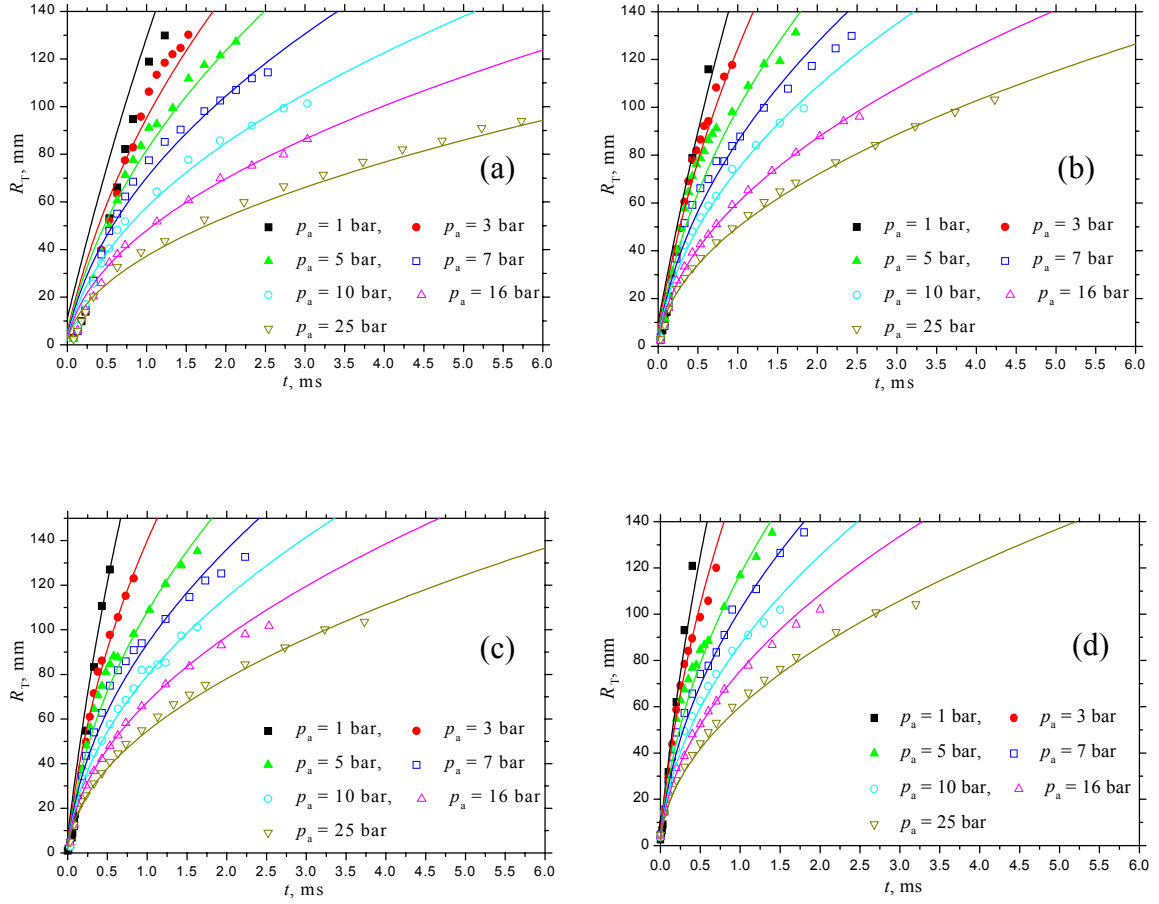 140
120
100
80
60
40
20
0
R_T, mm
(a)
p_a = 1 bar, p_a = 3 bar
p_a = 5 bar, p_a = 7 bar
p_a = 10 bar, p_a = 16 bar
p_a = 25 bar
0.0 0.5 1.0 1.5 2.0 2.5 3.0 3.5 4.0 4.5 5.0 5.5 6.0
t, ms
140
120
100
80
60
40
20
0
R_T, mm
(b)
p_a = 1 bar, p_a = 3 bar
p_a = 5 bar, p_a = 7 bar
p_a = 10 bar, p_a = 16 bar
p_a = 25 bar
0.0 0.5 1.0 1.5 2.0 2.5 3.0 3.5 4.0 4.5 5.0 5.5 6.0
t, ms
140
120
100
80
60
40
20
0
R_T, mm
(c)
p_a = 1 bar, p_a = 3 bar
p_a = 5 bar, p_a = 7 bar
p_a = 10 bar, p_a = 16 bar
p_a = 25 bar
0.0 0.5 1.0 1.5 2.0 2.5 3.0 3.5 4.0 4.5 5.0 5.5 6.0
t, ms
140
120
100
80
60
40
20
0
R_T, mm
(d)
p_a = 1 bar, p_a = 3 bar
p_a = 5 bar, p_a = 7 bar
p_a = 10 bar, p_a = 16 bar
p_a = 25 bar
0.0 0.5 1.0 1.5 2.0 2.5 3.0 3.5 4.0 4.5 5.0 5.5 6.0
t, ms